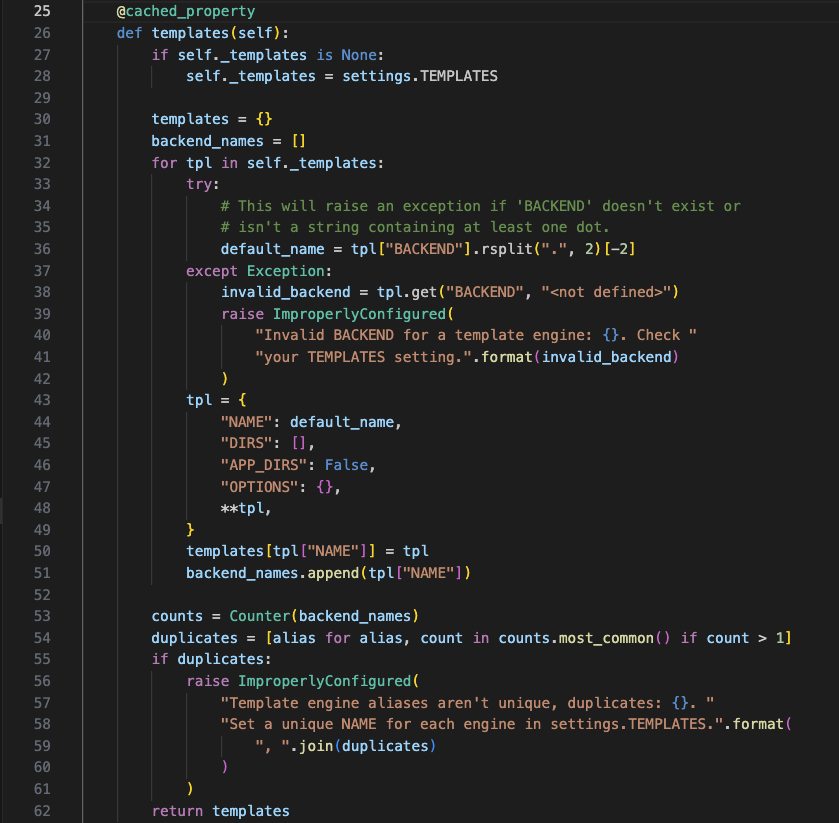 25 @cached_property
26 def templates(self):
27 if self._templates is None:
28 self._templates = settings.TEMPLATES
29
30 templates = {}
31 backend_names = []
32 for tpl in self._templates:
33 try:
34 # This will raise an exception if 'BACKEND' doesn't exist or
35 # isn't a string containing at least one dot.
36 default_name = tpl["BACKEND"].rsplit(".", 2)[-2]
37 except Exception:
38 invalid_backend = tpl.get("BACKEND", "<not defined>")
39 raise ImproperlyConfigured(
40 "Invalid BACKEND for a template engine: {}. Check "
41 "your TEMPLATES setting.".format(invalid_backend)
42 )
43 tpl = {
44 "NAME": default_name,
45 "DIRS": [],
46 "APP_DIRS": False,
47 "OPTIONS": {},
48 **tpl,
49 }
50 templates[tpl["NAME"]] = tpl
51 backend_names.append(tpl["NAME"])
52
53 counts = Counter(backend_names)
54 duplicates = [alias for alias, count in counts.most_common() if count > 1]
55 if duplicates:
56 raise ImproperlyConfigured(
57 "Template engine aliases aren't unique, duplicates: {}. "
58 "Set a unique NAME for each engine in settings.TEMPLATES.".format(
59 ", ".join(duplicates)
60 )
61 )
62 return templates